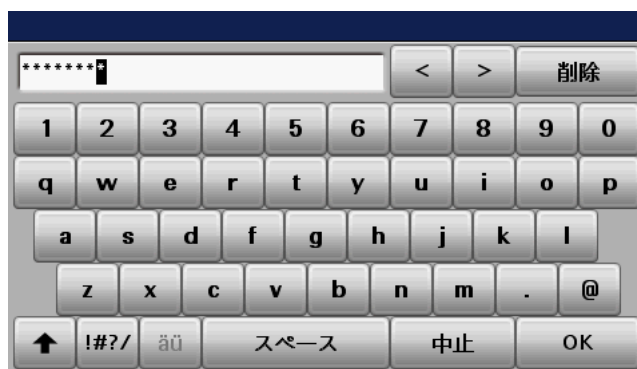 ********
< > 削除
1 2 3 4 5 6 7 8 9 0
q w e r t y u i o p
a s d f g h j k l
z x c v b n m . @
!#?/ äü スペース 中止 OK